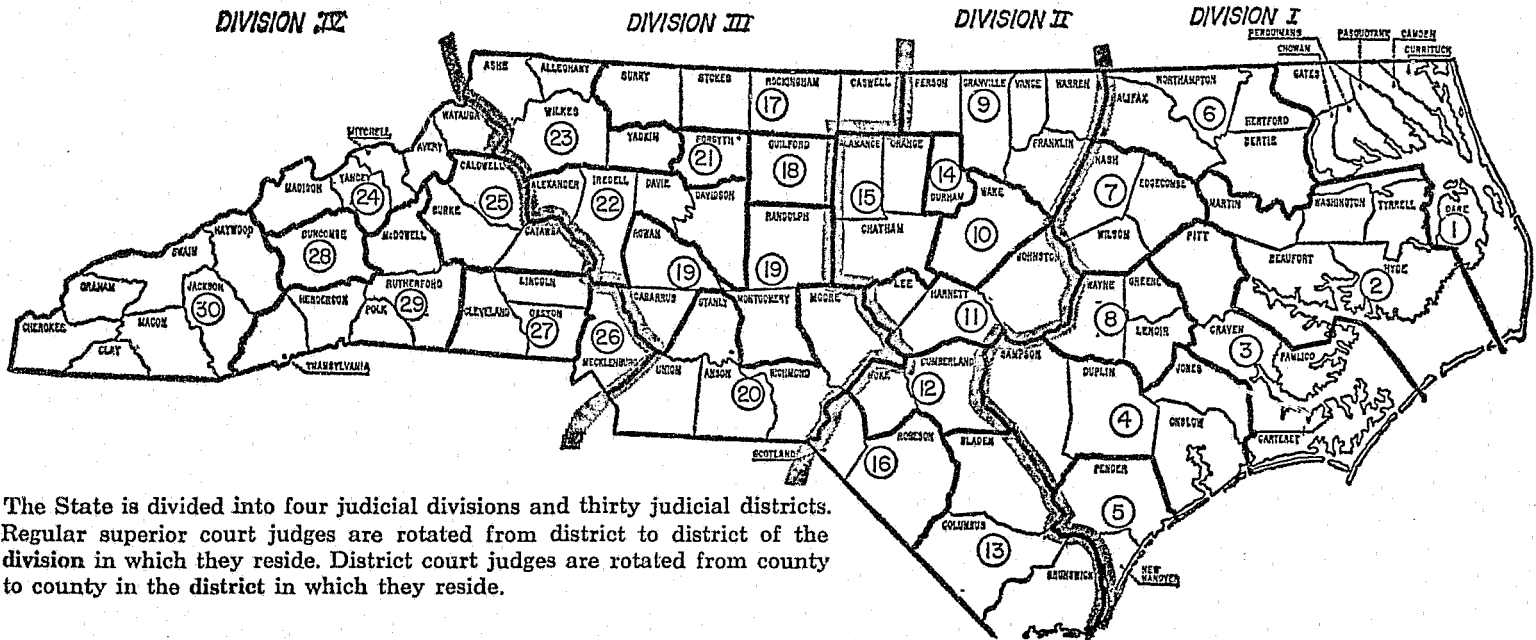 DIVISION IV DIVISION III DIVISION II DIVISION I
PERQUIMANS PASQUOTANK CAMDEN
CHOWAN CURRITUCK
ASHE ALLEGHANY SURRY STOKES ROCKINGHAM CASWELL PERSON GRANVILLE VANCE WARREN NORTHAMPTON GATES
17 9 HALIFAX 6
WATAUGA WILKES HERTFORD
MITCHELL 23 YADKIN FORSYTH GUILFORD ALAMANCE ORANGE FRANKLIN BERTIE
AVERY 21 18 14 NASH
CALDWELL DURHAM WAKE 7 EDGECOMBE
MADISON YANCEY 24 25 ALEXANDER IREDELL DAVIE DAVIDSON 15 MARTIN WASHINGTON TYRRELL DARE
22 1
BURKE RANDOLPH CHATHAM 10 WILSON PITT
HAYWOOD BUNCOMBE McDOWELL CATAWBA ROWAN
SWAIN 28 19 19 JOHNSTON BEAUFORT HYDE
GRAHAM JACKSON RUTHERFORD LINCOLN LEE WAYNE GREENE 2
30 HENDERSON POLK 29 CLEVELAND GASTON CABARRUS STANLY MONTGOMERY MOORE HARNETT
CHEROKEE MACON 27 26 11 8 LENOIR CRAVEN
CLAY MECKLENBURG 3 PAMLICO
TRANSYLVANIA UNION ANSON RICHMOND HOKE CUMBERLAND SAMPSON DUPLIN JONES
20 12
4 ONSLOW
SCOTLAND ROBESON BLADEN CARTERET
16 PENDER
5
COLUMBUS
13
BRUNSWICK NEW
HANOVER
The State is divided into four judicial divisions and thirty judicial districts.
Regular superior court judges are rotated from district to district of the
division in which they reside. District court judges are rotated from county
to county in the district in which they reside.